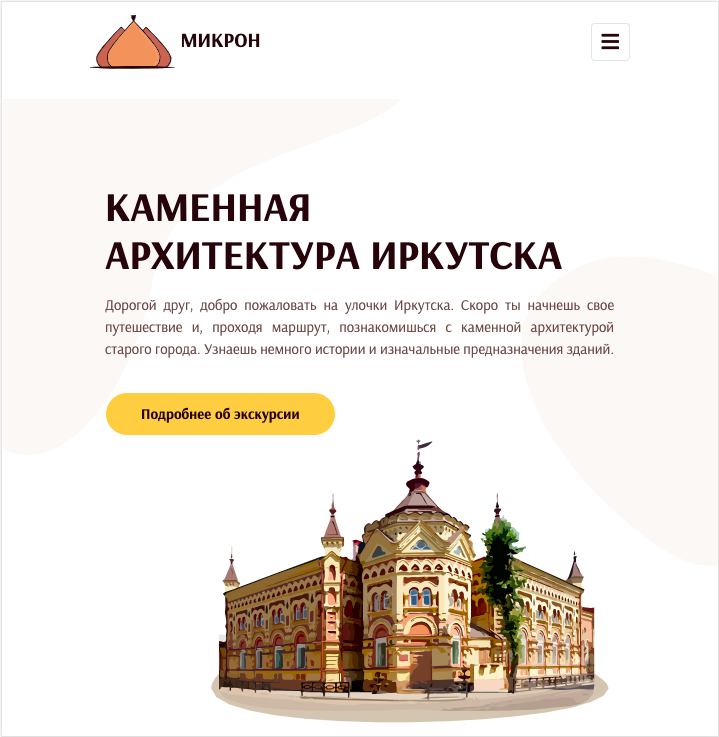 МИКРОН
КАМЕННАЯ
АРХИТЕКТУРА ИРКУТСКА
Дорогой друг, добро пожаловать на улочки Иркутска. Скоро ты начнешь свое
путешествие и, проходя маршрут, познакомишься с каменной архитектурой
старого города. Узнаешь немного истории и изначальные предназначения зданий.
Подробнее об экскурсии